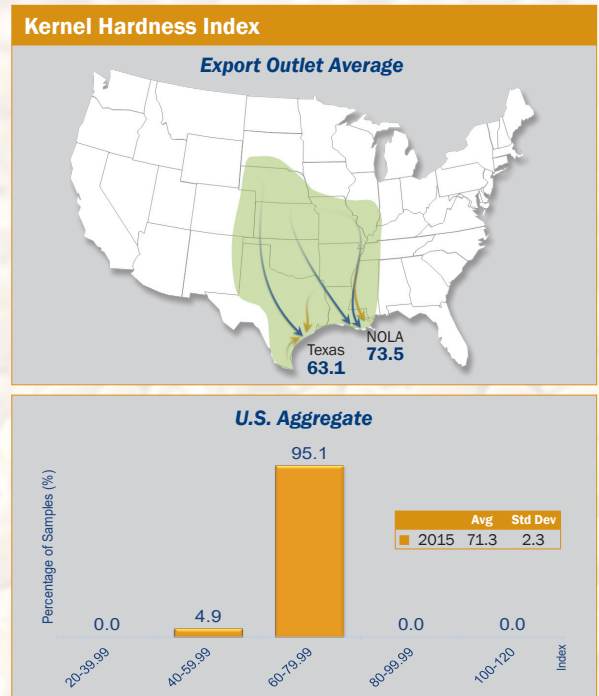 Kernel Hardness Index
Export Outlet Average
Texas
63.1
NOLA
73.5
U.S. Aggregate
Percentage of Samples (%)
0.0
4.9
95.1
0.0
0.0
Avg Std Dev
2015 71.3 2.3
20-39.99
40-59.99
60-79.99
80-99.99
100-120
Index